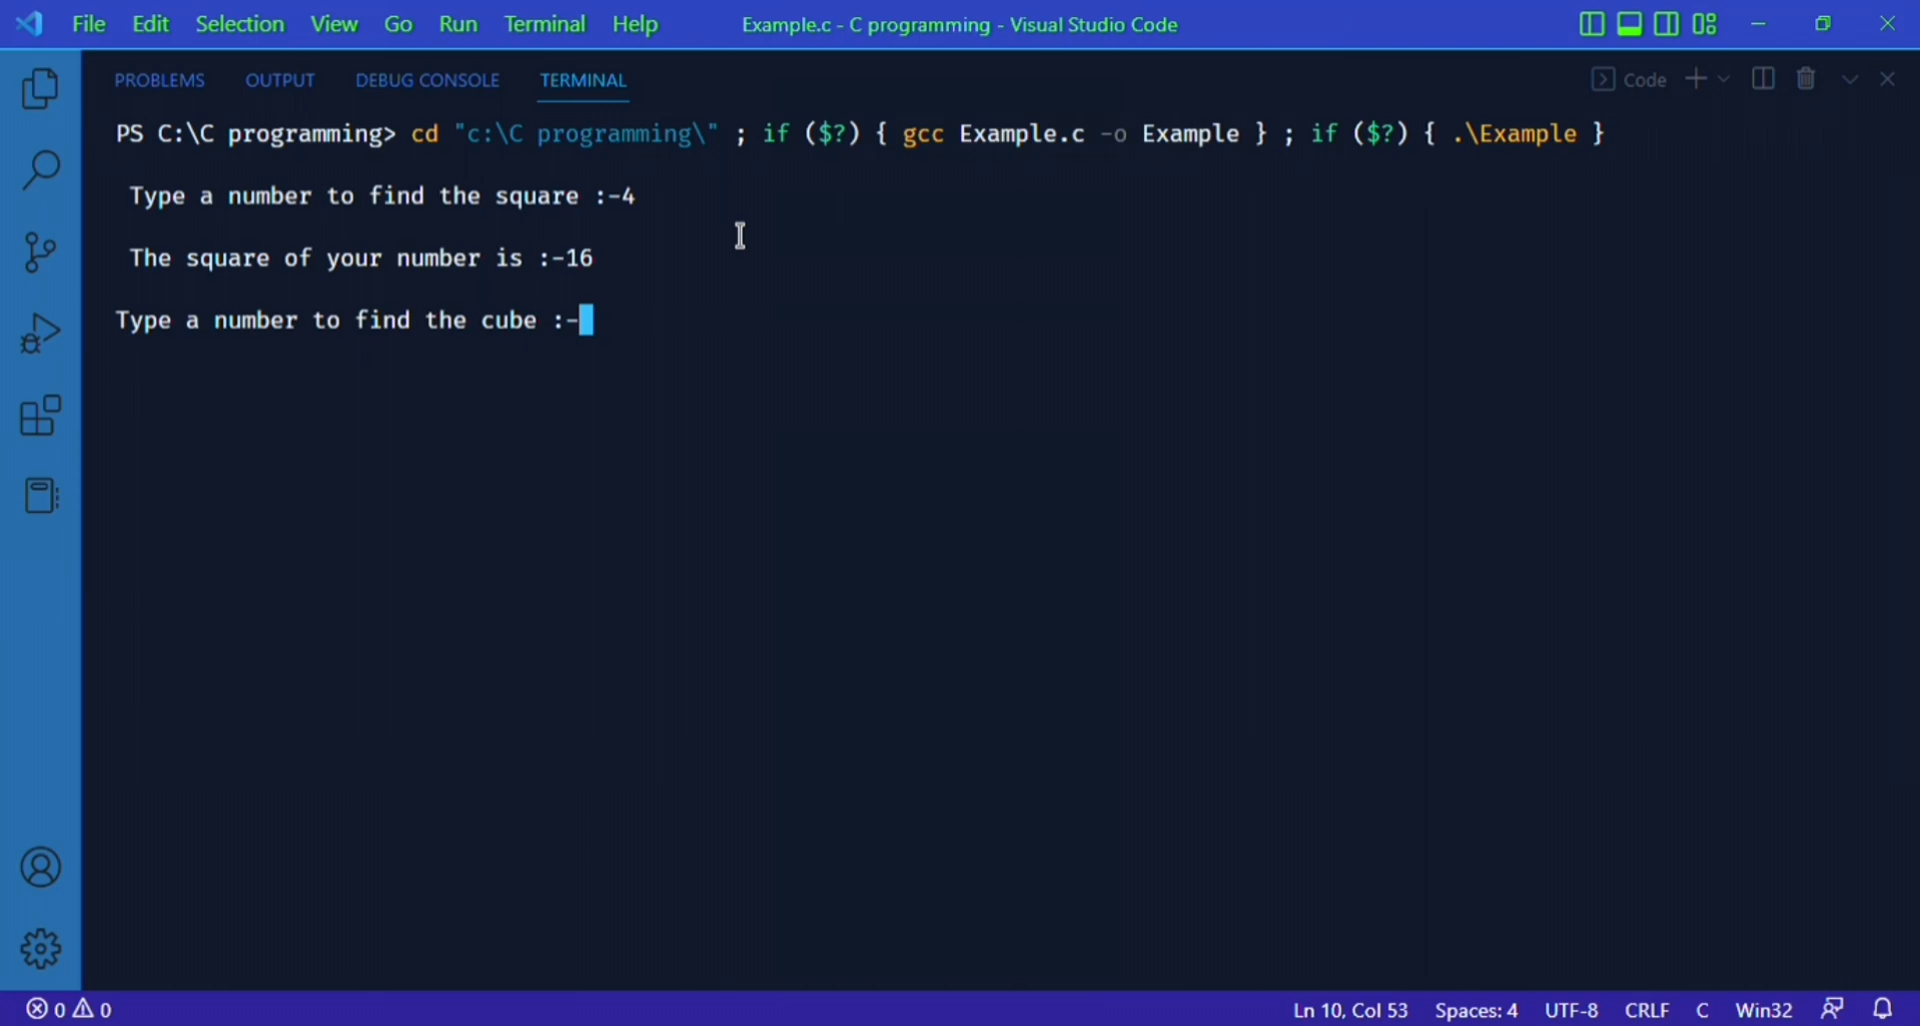 File Edit Selection View Go Run Terminal Help Example.c - C programming - Visual Studio Code
PROBLEMS OUTPUT DEBUG CONSOLE TERMINAL Code
PS C:\C programming> cd "c:\C programming\" ; if ($?) { gcc Example.c -o Example } ; if ($?) { .\Example }
Type a number to find the square :-4
The square of your number is :-16
Type a number to find the cube :-
0 0 Ln 10, Col 53 Spaces: 4 UTF-8 CRLF C Win32